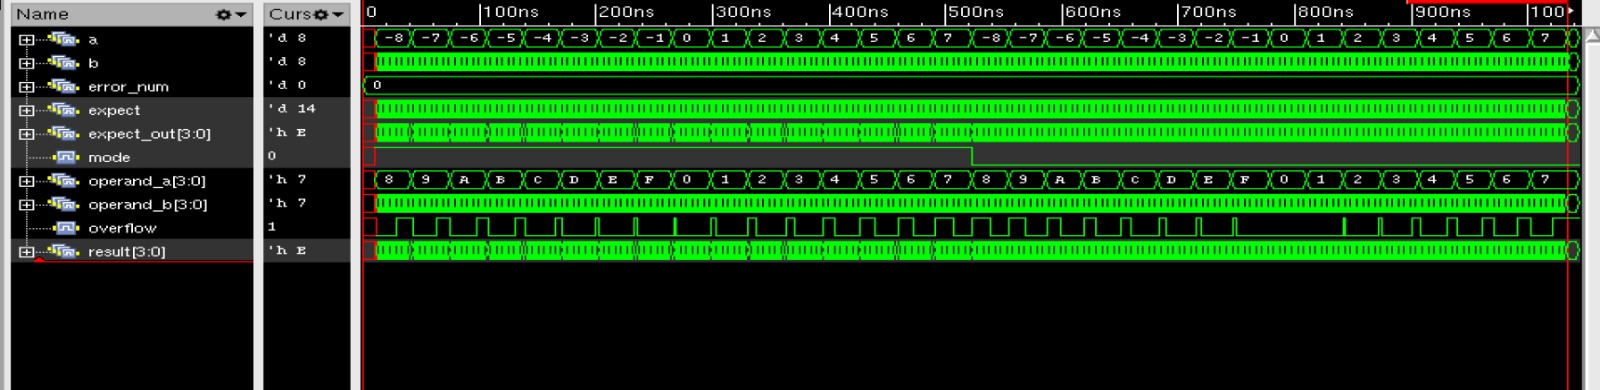 Name Curs 0 100ns 200ns 300ns 400ns 500ns 600ns 700ns 800ns 900ns 100
a 'd 8 -8 -7 -6 -5 -4 -3 -2 -1 0 1 2 3 4 5 6 7 -8 -7 -6 -5 -4 -3 -2 -1 0 1 2 3 4 5 6 7
b 'd 8
error_num 'd 0 0
expect 'd 14
expect_out[3:0] 'h E
mode 0
operand_a[3:0] 'h 7 8 9 A B C D E F 0 1 2 3 4 5 6 7 8 9 A B C D E F 0 1 2 3 4 5 6 7
operand_b[3:0] 'h 7
overflow 1
result[3:0] 'h E